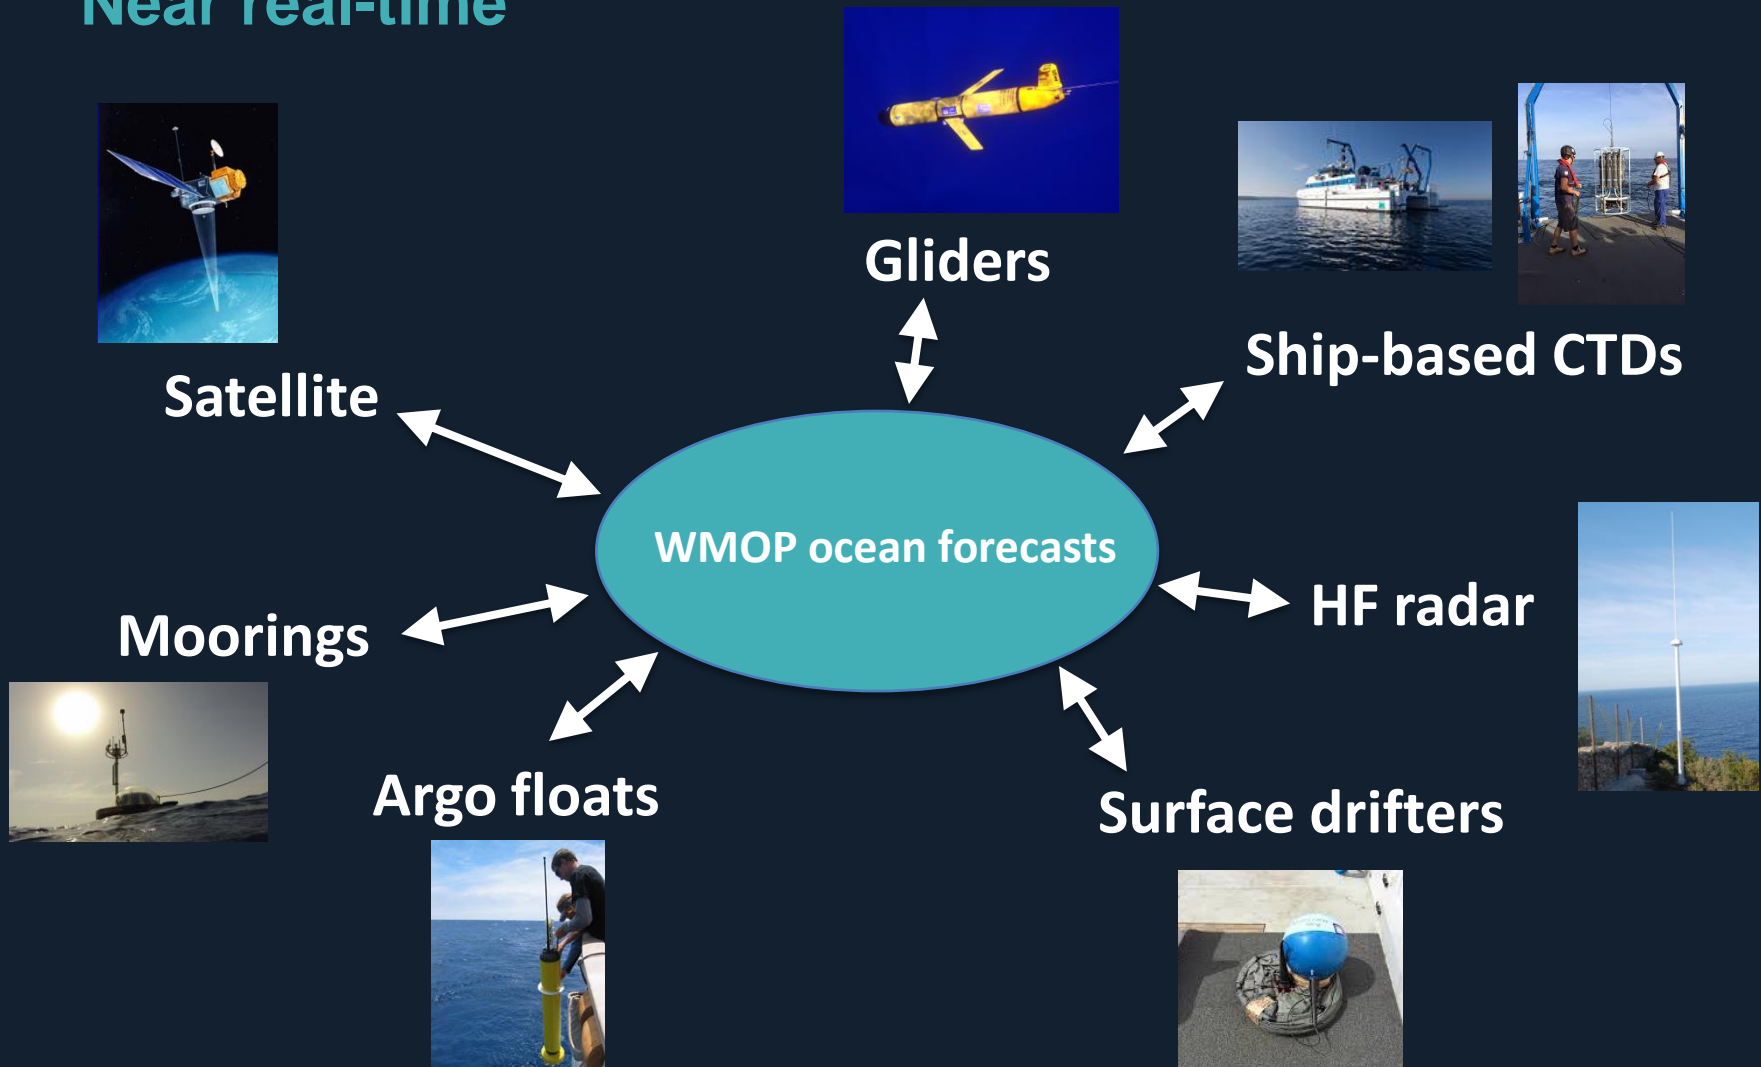 Near real-time
Gliders
Ship-based CTDs
Satellite
WMOP ocean forecasts
HF radar
Moorings
Argo floats
Surface drifters